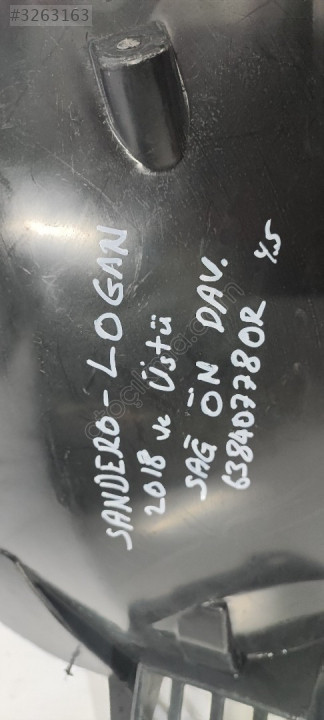 #3263163
SANDERO-LOGAN
2018 ve Üstü
SAĞ ÖN DAV.
638407780R